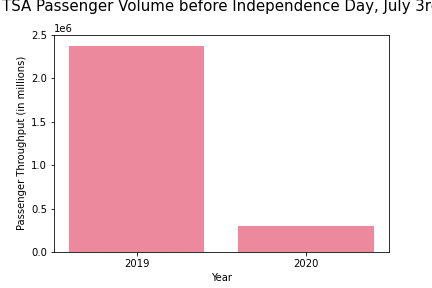 TSA Passenger Volume before Independence Day, July 3r
1e6
2.5
2.0
1.5
1.0
0.5
0.0
Passenger Throughput (in millions)
2019 2020
Year